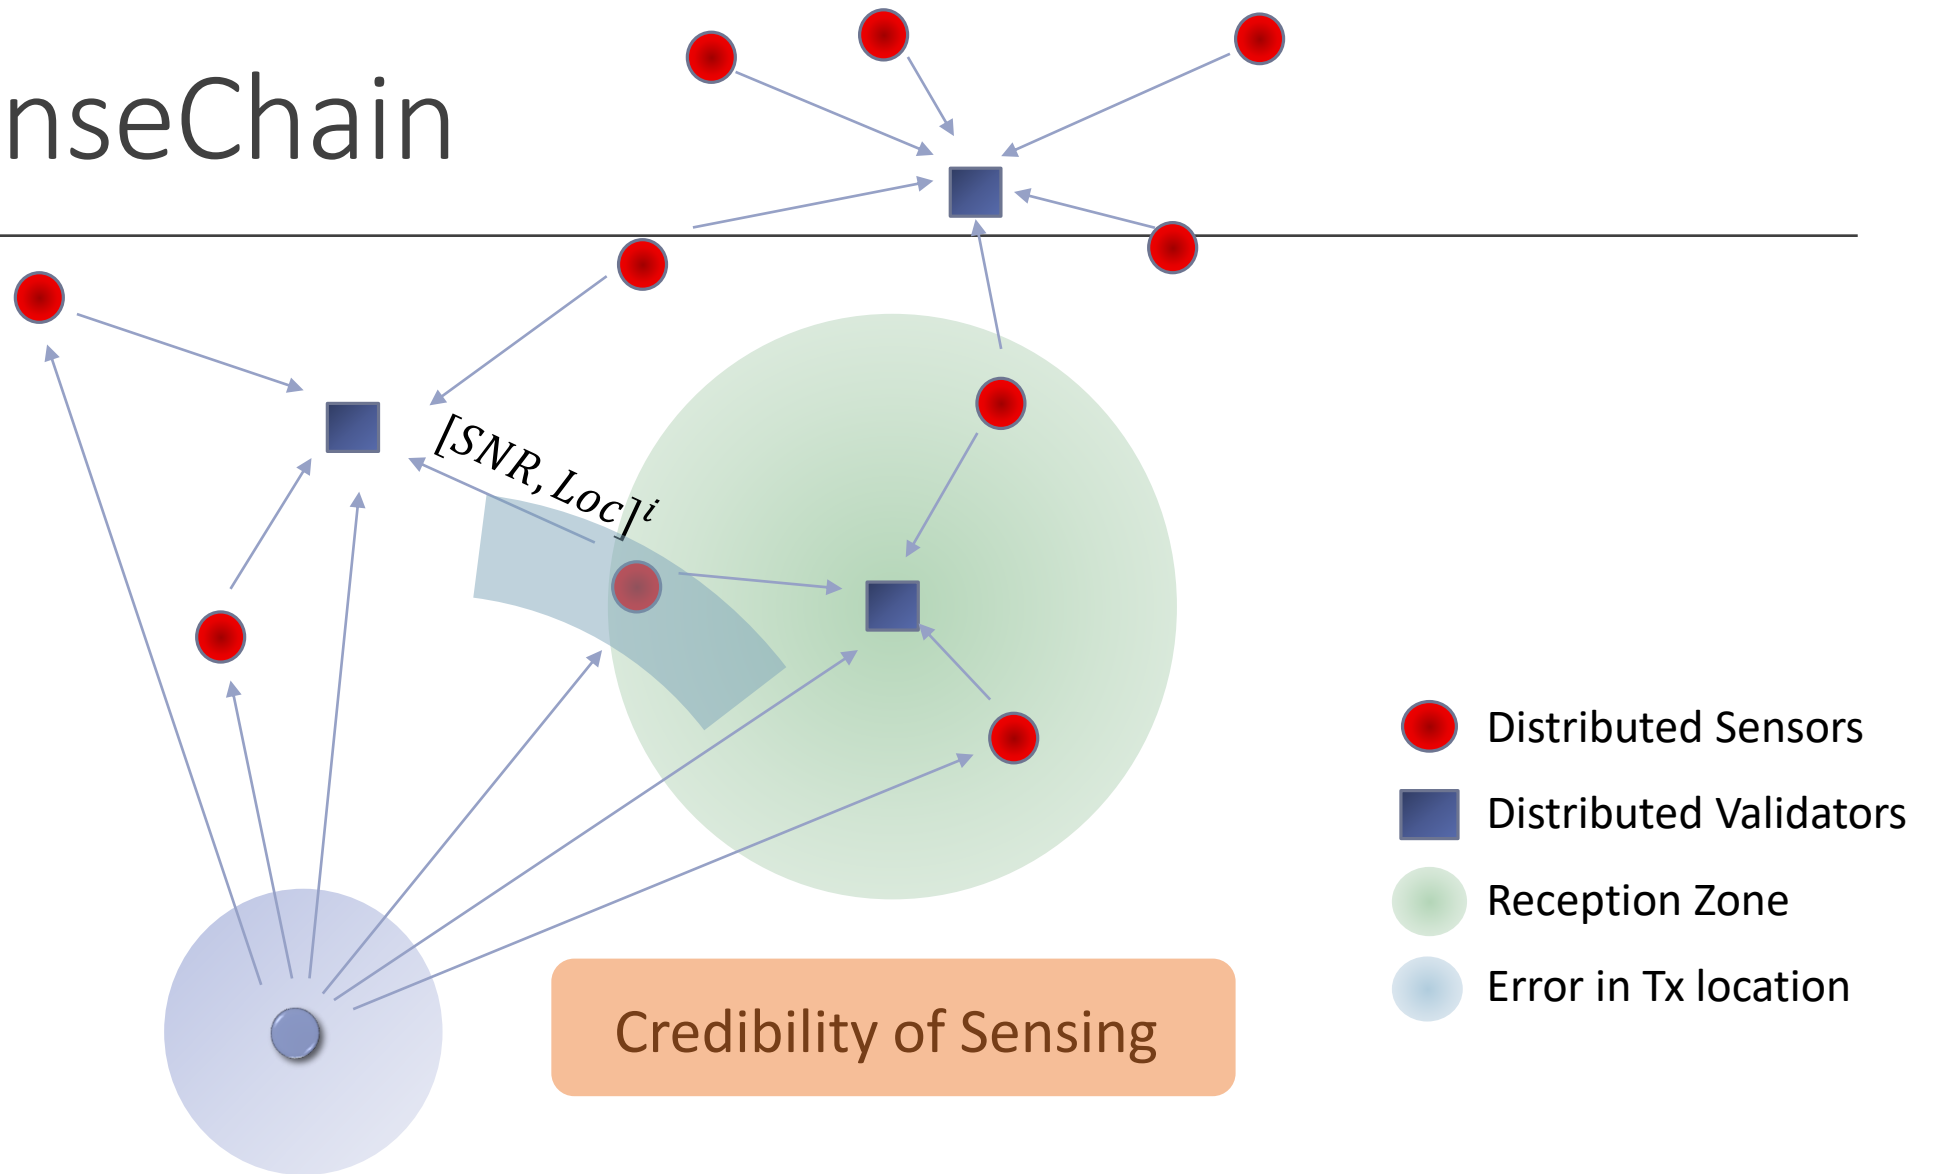 nseChain
[SNR, Loc]^i
Distributed Sensors
Distributed Validators
Reception Zone
Error in Tx location
Credibility of Sensing